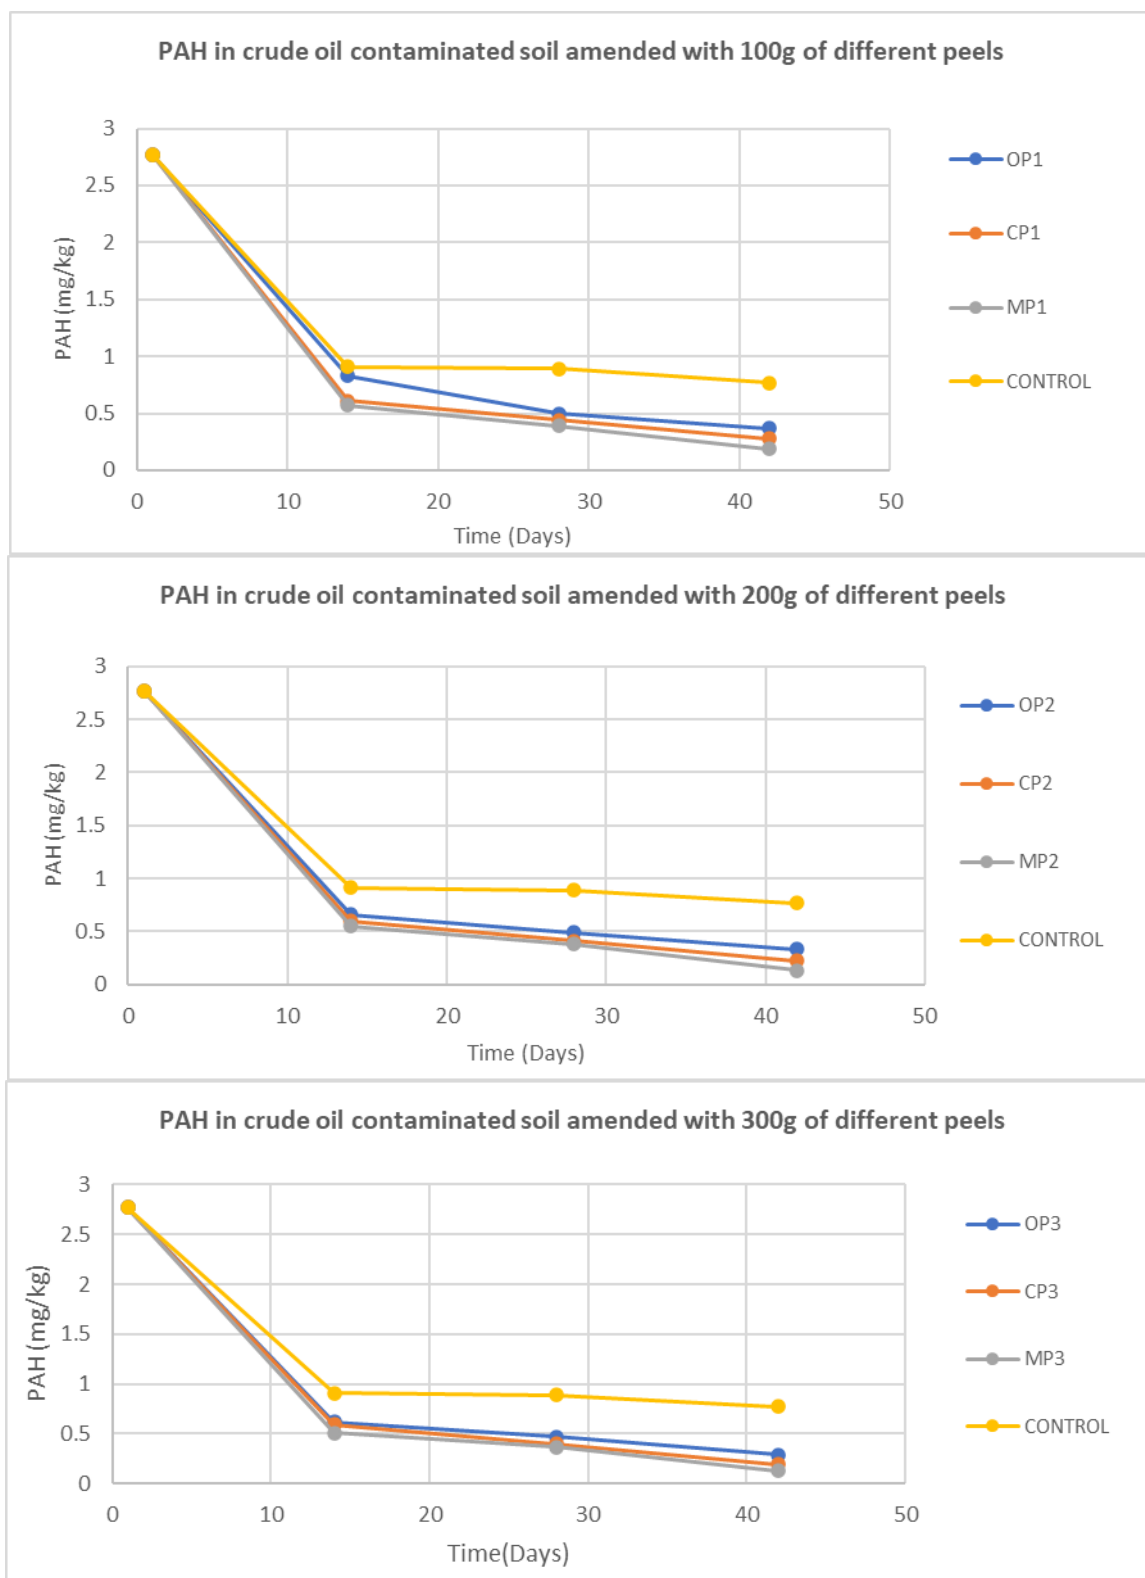 PAH in crude oil contaminated soil amended with 100g of different peels
3
2.5
2
1.5
1
0.5
0
PAH (mg/kg)
0 10 20 30 40 50
Time (Days)
OP1
CP1
MP1
CONTROL
PAH in crude oil contaminated soil amended with 200g of different peels
3
2.5
2
1.5
1
0.5
0
PAH (mg/kg)
0 10 20 30 40 50
Time (Days)
OP2
CP2
MP2
CONTROL
PAH in crude oil contaminated soil amended with 300g of different peels
3
2.5
2
1.5
1
0.5
0
PAH (mg/kg)
0 10 20 30 40 50
Time(Days)
OP3
CP3
MP3
CONTROL